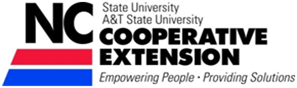 NC State University
A&T State University
COOPERATIVE
EXTENSION
Empowering People · Providing Solutions